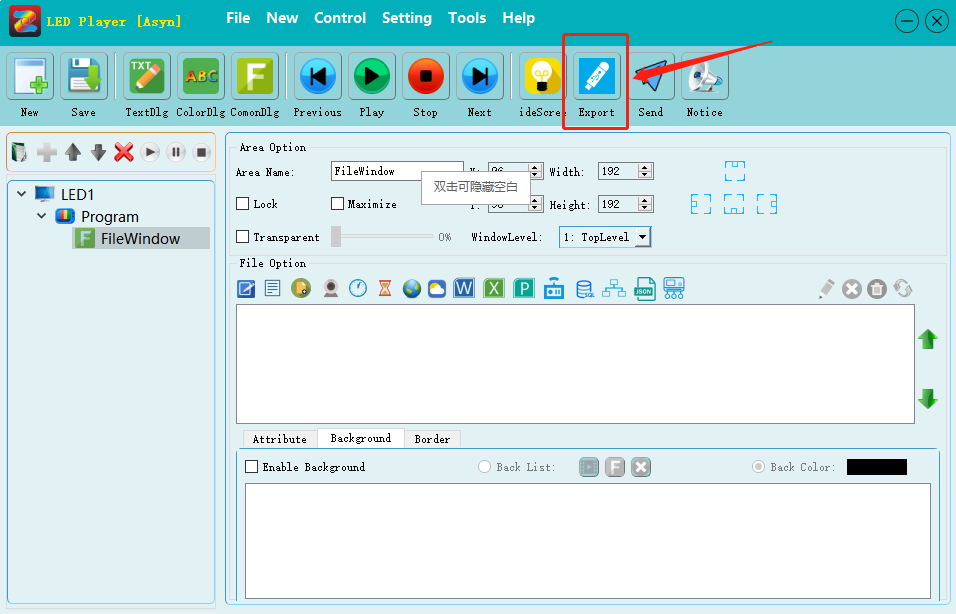 LED Player [Asyn]
File New Control Setting Tools Help
TXT ABC F
New Save TextDlg ColorDlg ComonDlg Previous Play Stop Next ideScree Export Send Notice
Area Option
Area Name: FileWindow 96 Width: 192
双击可隐藏空白
Lock Maximize 96 Height: 192
Transparent 0% WindowLevel: 1: TopLevel
LED1
Program
F FileWindow
File Option
W X P SQL JSON
Attribute Background Border
Enable Background Back List: F Back Color: